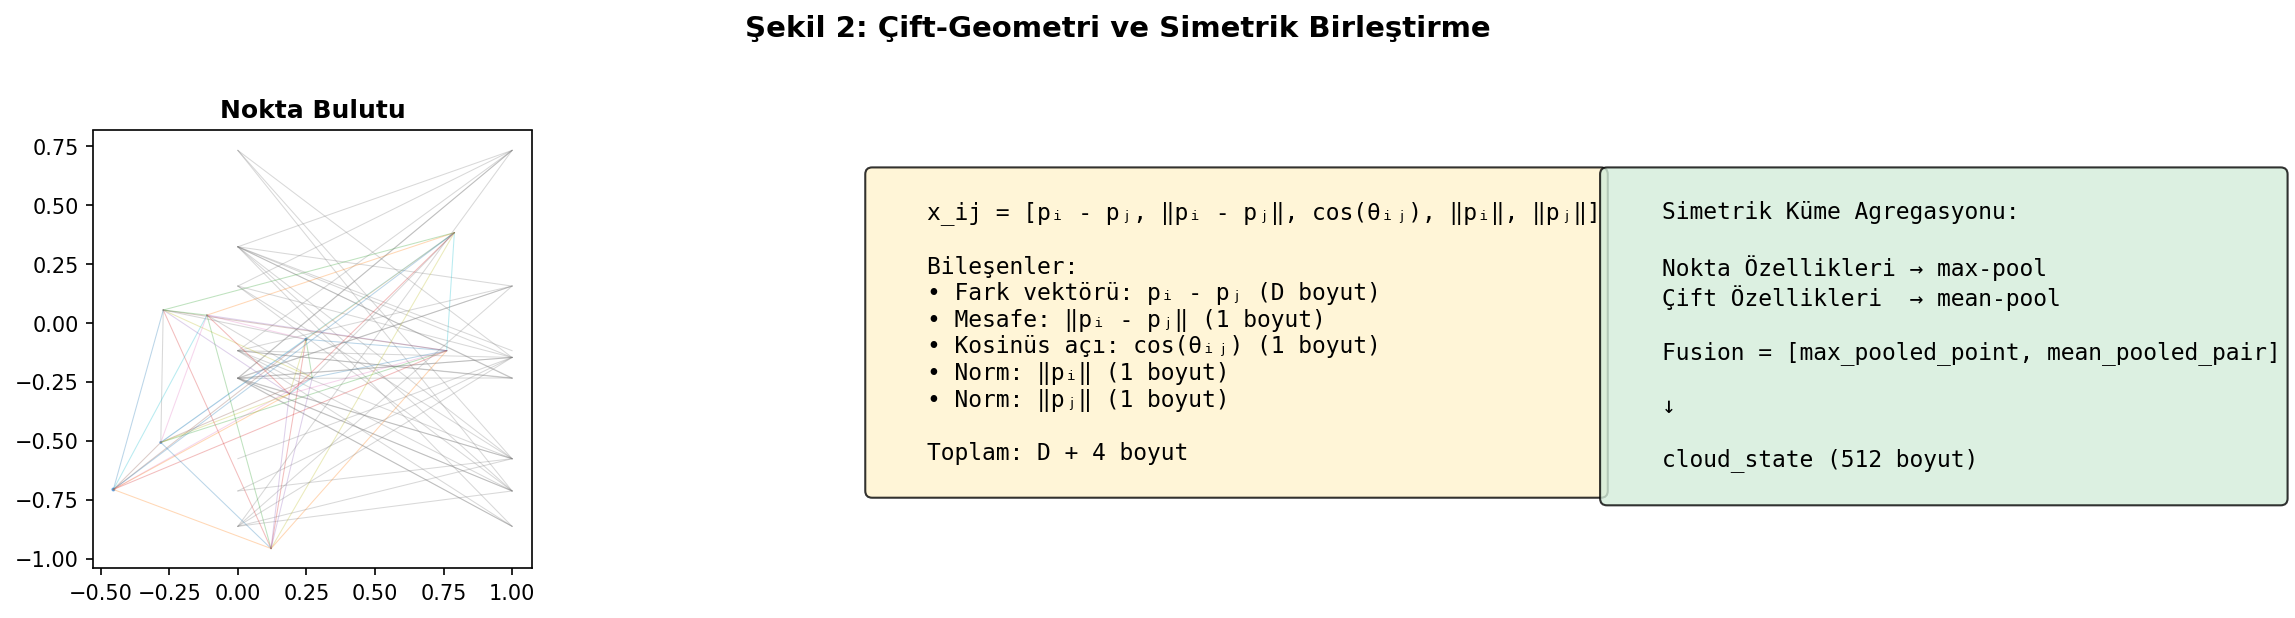 Şekil 2: Çift-Geometri ve Simetrik Birleştirme
Nokta Bulutu
0.75
0.50
0.25
0.00
−0.25
−0.50
−0.75
−1.00
−0.50 −0.25 0.00 0.25 0.50 0.75 1.00
x_ij = [pᵢ - pⱼ, ‖pᵢ - pⱼ‖, cos(θᵢⱼ), ‖pᵢ‖, ‖pⱼ‖]
Bileşenler:
• Fark vektörü: pᵢ - pⱼ (D boyut)
• Mesafe: ‖pᵢ - pⱼ‖ (1 boyut)
• Kosinüs açı: cos(θᵢⱼ) (1 boyut)
• Norm: ‖pᵢ‖ (1 boyut)
• Norm: ‖pⱼ‖ (1 boyut)
Toplam: D + 4 boyut
Simetrik Küme Agregasyonu:
Nokta Özellikleri → max-pool
Çift Özellikleri  → mean-pool
Fusion = [max_pooled_point, mean_pooled_pair]
↓
cloud_state (512 boyut)